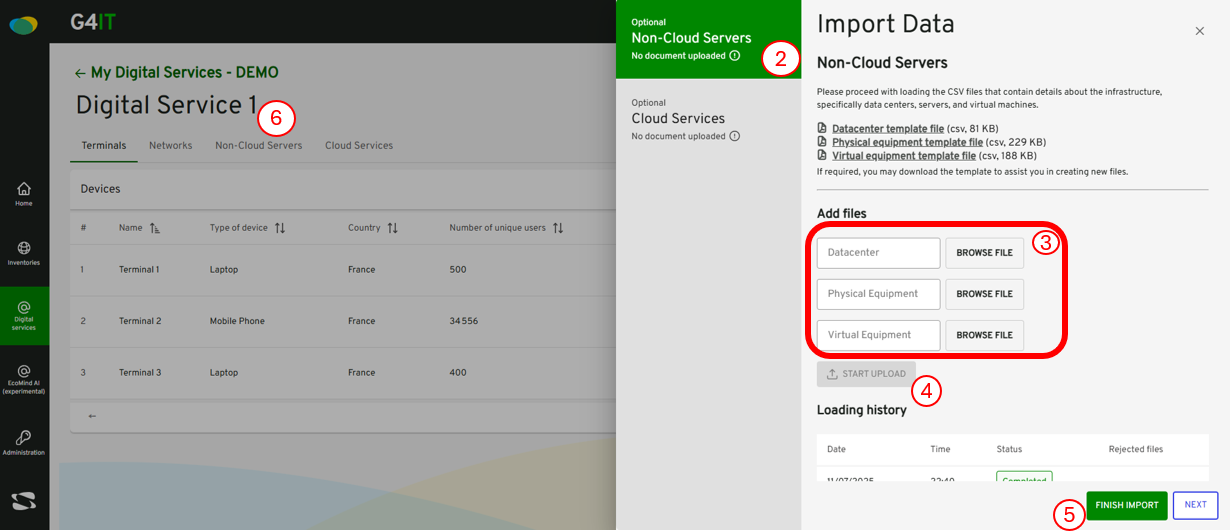 G4IT
Home
Inventories
Digital
services
EcoMind AI
(experimental)
Administration
← My Digital Services - DEMO
Digital Service 1
6
Terminals Networks Non-Cloud Servers Cloud Services
Devices
# Name Type of device Country Number of unique users
1 Terminal 1 Laptop France 500
2 Terminal 2 Mobile Phone France 34 556
3 Terminal 3 Laptop France 400
←
Optional
Non-Cloud Servers
No document uploaded
2
Optional
Cloud Services
No document uploaded
Import Data
Non-Cloud Servers
Please proceed with loading the CSV files that contain details about the infrastructure,
specifically data centers, servers, and virtual machines.
Datacenter template file (csv, 81 KB)
Physical equipment template file (csv, 229 KB)
Virtual equipment template file (csv, 188 KB)
If required, you may download the template to assist you in creating new files.
Add files
3
Datacenter BROWSE FILE
Physical Equipment BROWSE FILE
Virtual Equipment BROWSE FILE
START UPLOAD
4
Loading history
Date Time Status Rejected files
11/07/2025 22:40 Completed
5
FINISH IMPORT NEXT